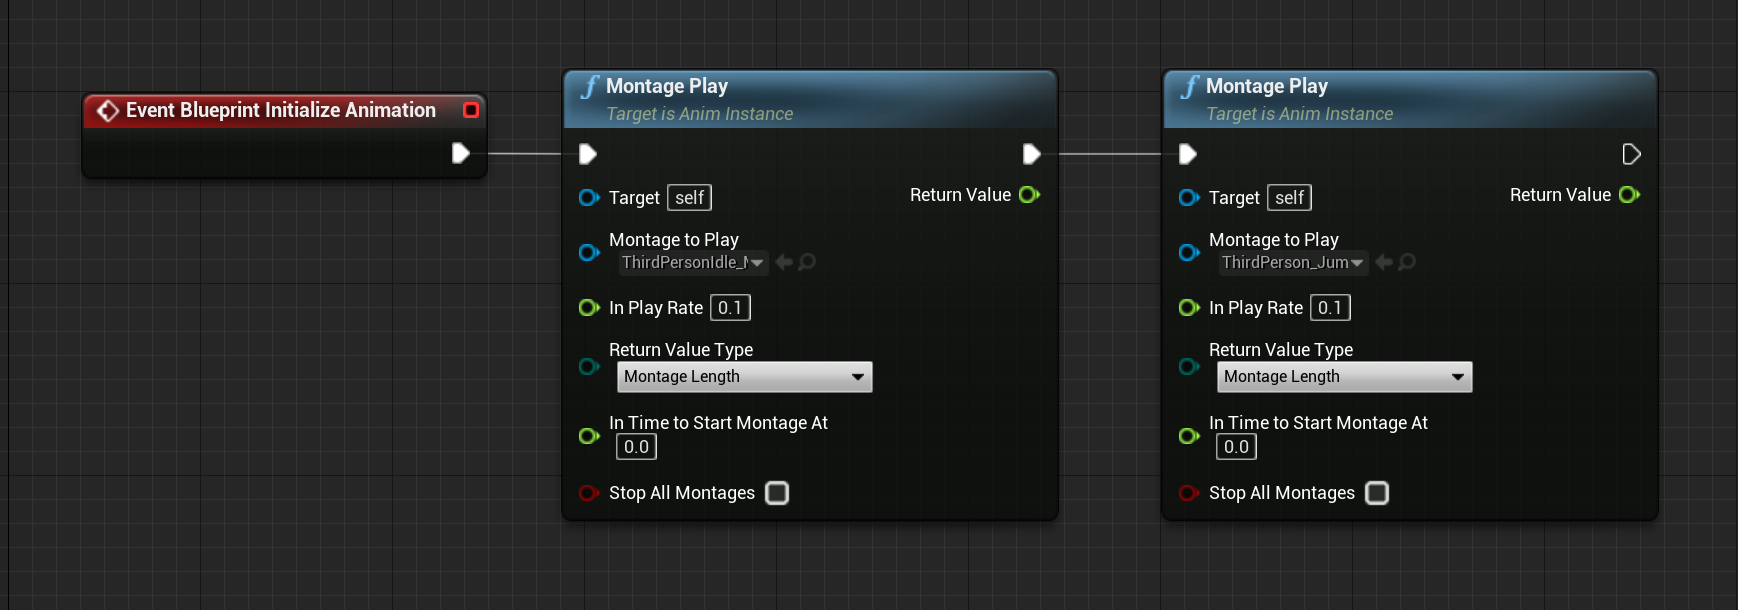 Event Blueprint Initialize Animation
Montage Play
Target is Anim Instance
Target self
Return Value
Montage to Play
ThirdPersonIdle_
In Play Rate 0.1
Return Value Type
Montage Length
In Time to Start Montage At
0.0
Stop All Montages
Montage Play
Target is Anim Instance
Target self
Return Value
Montage to Play
ThirdPerson_Jum
In Play Rate 0.1
Return Value Type
Montage Length
In Time to Start Montage At
0.0
Stop All Montages